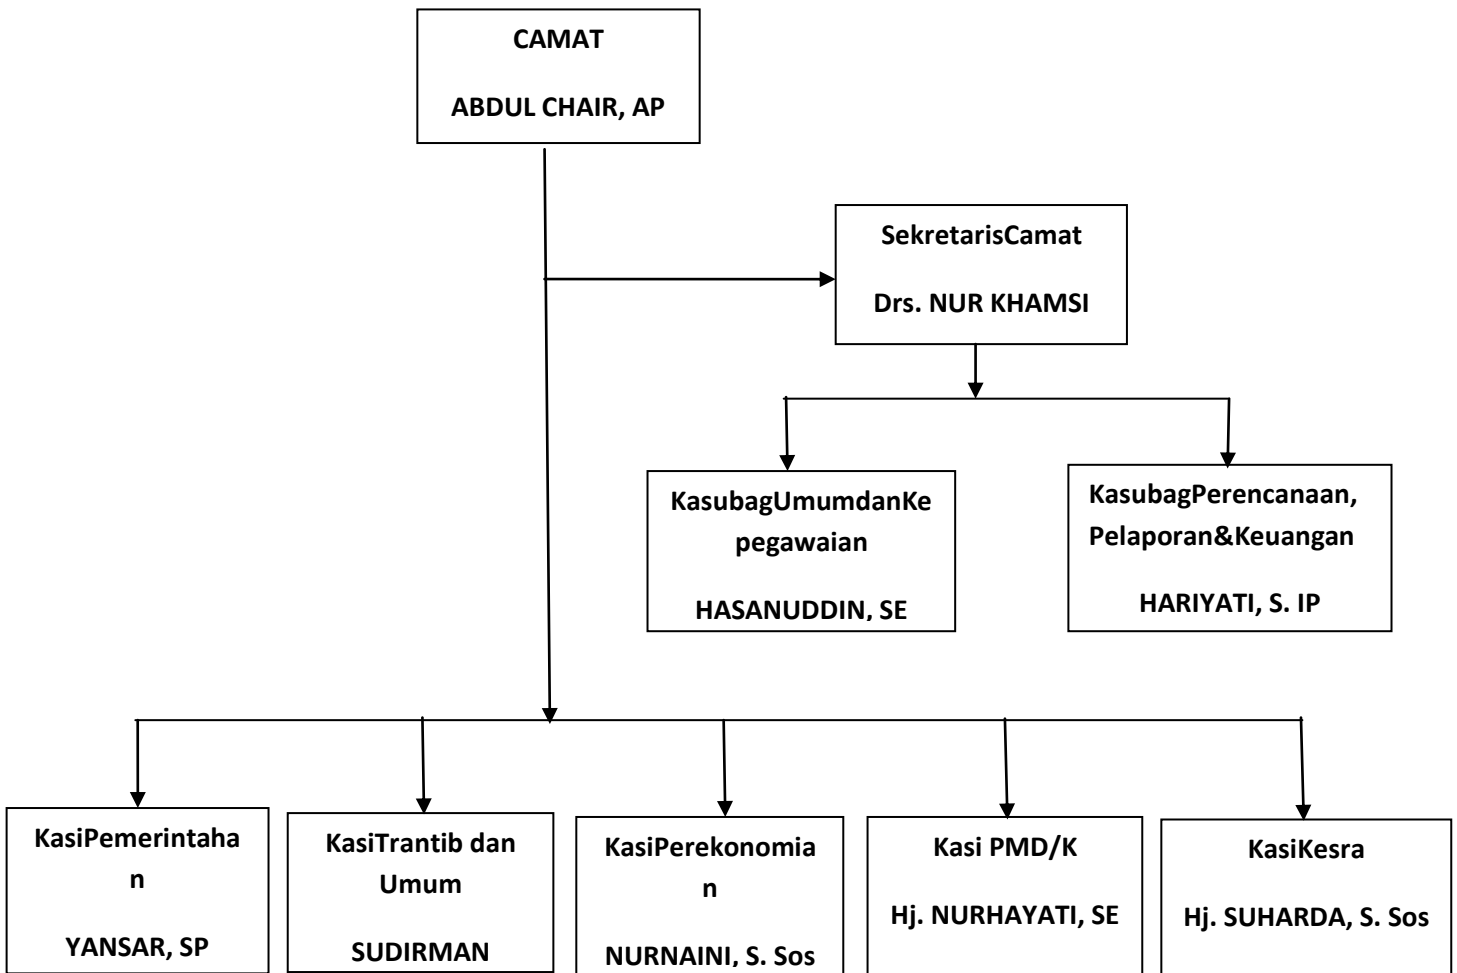 CAMAT
ABDUL CHAIR, AP
SekretarisCamat
Drs. NUR KHAMSI
KasubagUmumdanKe
pegawaian
HASANUDDIN, SE
KasubagPerencanaan,
Pelaporan&Keuangan
HARIYATI, S. IP
KasiPemerintaha
n
YANSAR, SP
KasiTrantib dan
Umum
SUDIRMAN
KasiPerekonomia
n
NURNAINI, S. Sos
Kasi PMD/K
Hj. NURHAYATI, SE
KasiKesra
Hj. SUHARDA, S. Sos